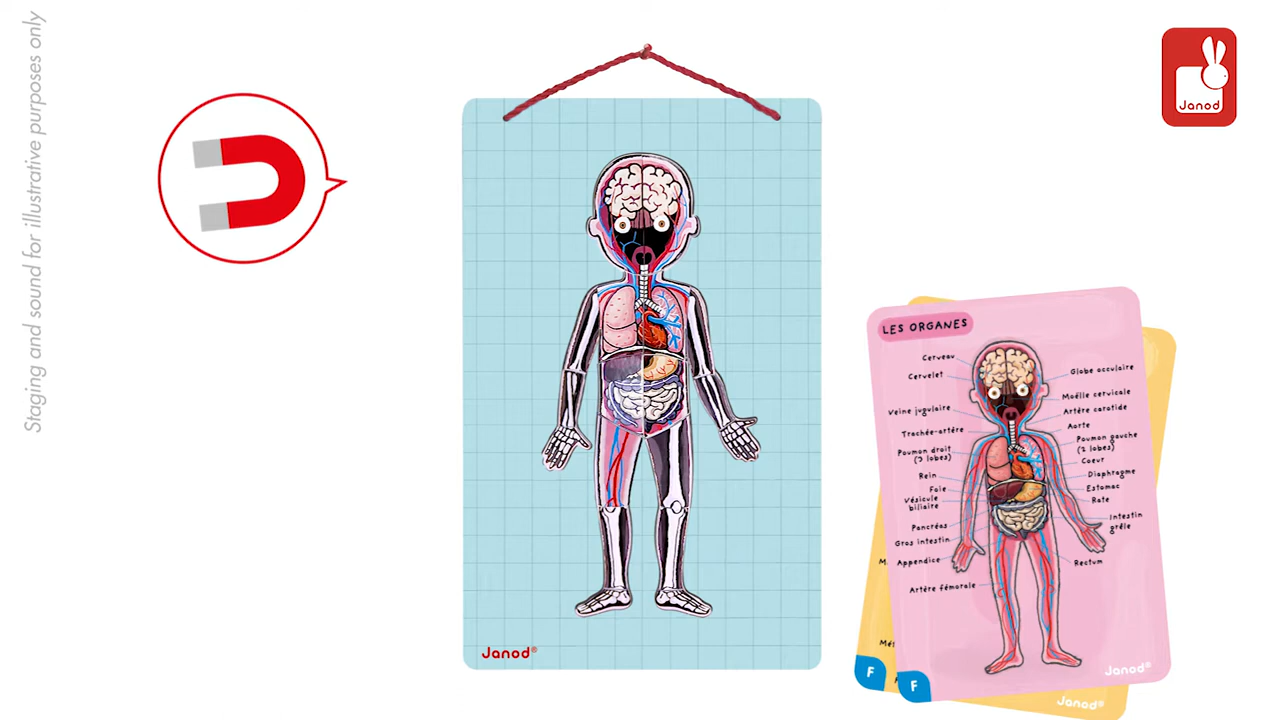 Staging and sound for illustrative purposes only
Janod
Janod®
LES ORGANES
Cerveau
Cervelet
Veine jugulaire
Trachée-artère
Poumon droit
(3 lobes)
Rein
Foie
Vésicule
biliaire
Pancréas
Gros intestin
Appendice
Artère fémorale
Globe occulaire
Moëlle cervicale
Artère carotide
Aorte
Poumon gauche
(2 lobes)
Coeur
Diaphragme
Estomac
Rate
Intestin
grêle
Rectum
Janod®
F
F
Janod®